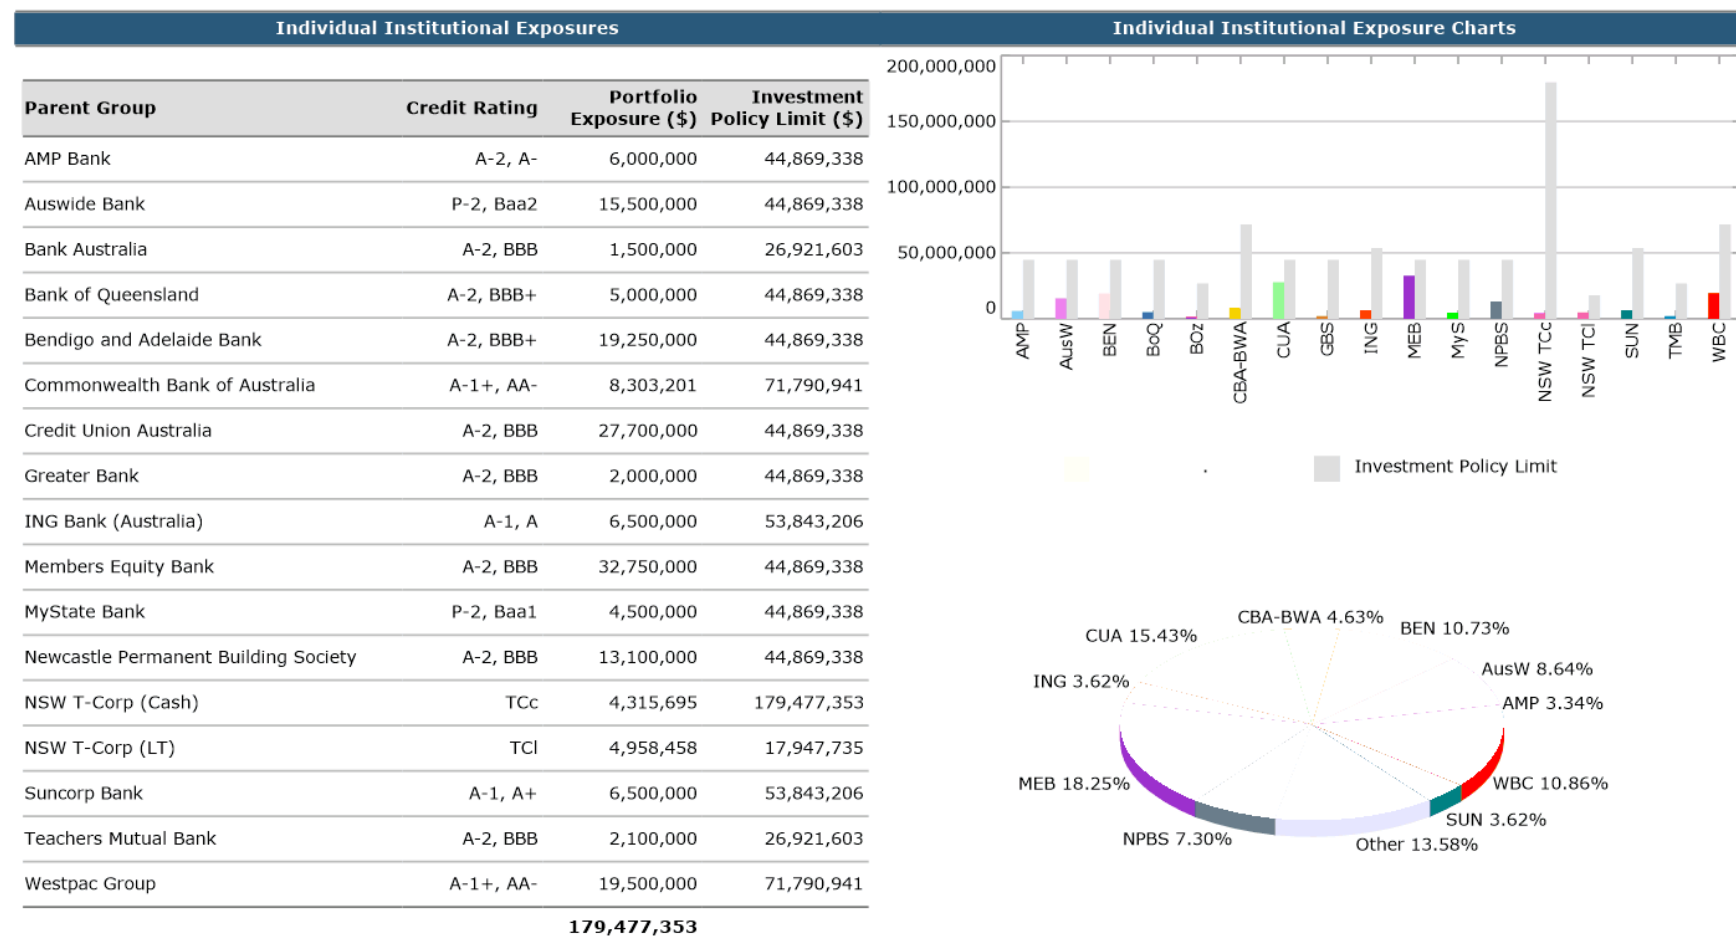 Individual Institutional Exposures
Parent Group Credit Rating Portfolio Exposure ($) Investment Policy Limit ($)
AMP Bank A-2, A- 6,000,000 44,869,338
Auswide Bank P-2, Baa2 15,500,000 44,869,338
Bank Australia A-2, BBB 1,500,000 26,921,603
Bank of Queensland A-2, BBB+ 5,000,000 44,869,338
Bendigo and Adelaide Bank A-2, BBB+ 19,250,000 44,869,338
Commonwealth Bank of Australia A-1+, AA- 8,303,201 71,790,941
Credit Union Australia A-2, BBB 27,700,000 44,869,338
Greater Bank A-2, BBB 2,000,000 44,869,338
ING Bank (Australia) A-1, A 6,500,000 53,843,206
Members Equity Bank A-2, BBB 32,750,000 44,869,338
MyState Bank P-2, Baa1 4,500,000 44,869,338
Newcastle Permanent Building Society A-2, BBB 13,100,000 44,869,338
NSW T-Corp (Cash) TCc 4,315,695 179,477,353
NSW T-Corp (LT) TCl 4,958,458 17,947,735
Suncorp Bank A-1, A+ 6,500,000 53,843,206
Teachers Mutual Bank A-2, BBB 2,100,000 26,921,603
Westpac Group A-1+, AA- 19,500,000 71,790,941
179,477,353
Individual Institutional Exposure Charts
200,000,000
150,000,000
100,000,000
50,000,000
0
AMP
AusW
BEN
BoQ
BOz
CBA-BWA
CUA
GBS
ING
MEB
MyS
NPBS
NSW TCc
NSW TCl
SUN
TMB
WBC
. Investment Policy Limit
CBA-BWA 4.63%
BEN 10.73%
CUA 15.43%
AusW 8.64%
ING 3.62%
AMP 3.34%
MEB 18.25%
WBC 10.86%
SUN 3.62%
NPBS 7.30%
Other 13.58%